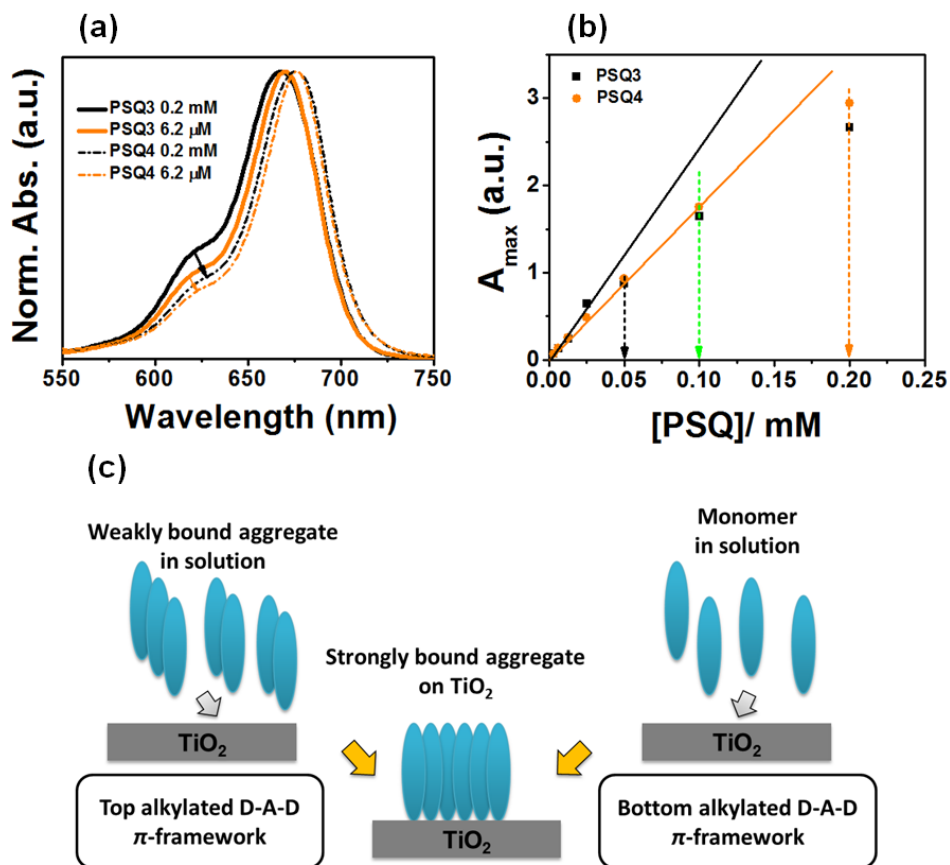 (a)
Norm. Abs. (a.u.)
PSQ3 0.2 mM
PSQ3 6.2 μM
PSQ4 0.2 mM
PSQ4 6.2 μM
550 600 650 700 750
Wavelength (nm)
(b)
A_max (a.u.)
PSQ3
PSQ4
3
2
1
0
0.00 0.05 0.10 0.15 0.20 0.25
[PSQ]/ mM
(c)
Weakly bound aggregate
in solution
TiO₂
Top alkylated D-A-D
π-framework
Strongly bound aggregate
on TiO₂
TiO₂
Monomer
in solution
TiO₂
Bottom alkylated D-A-D
π-framework